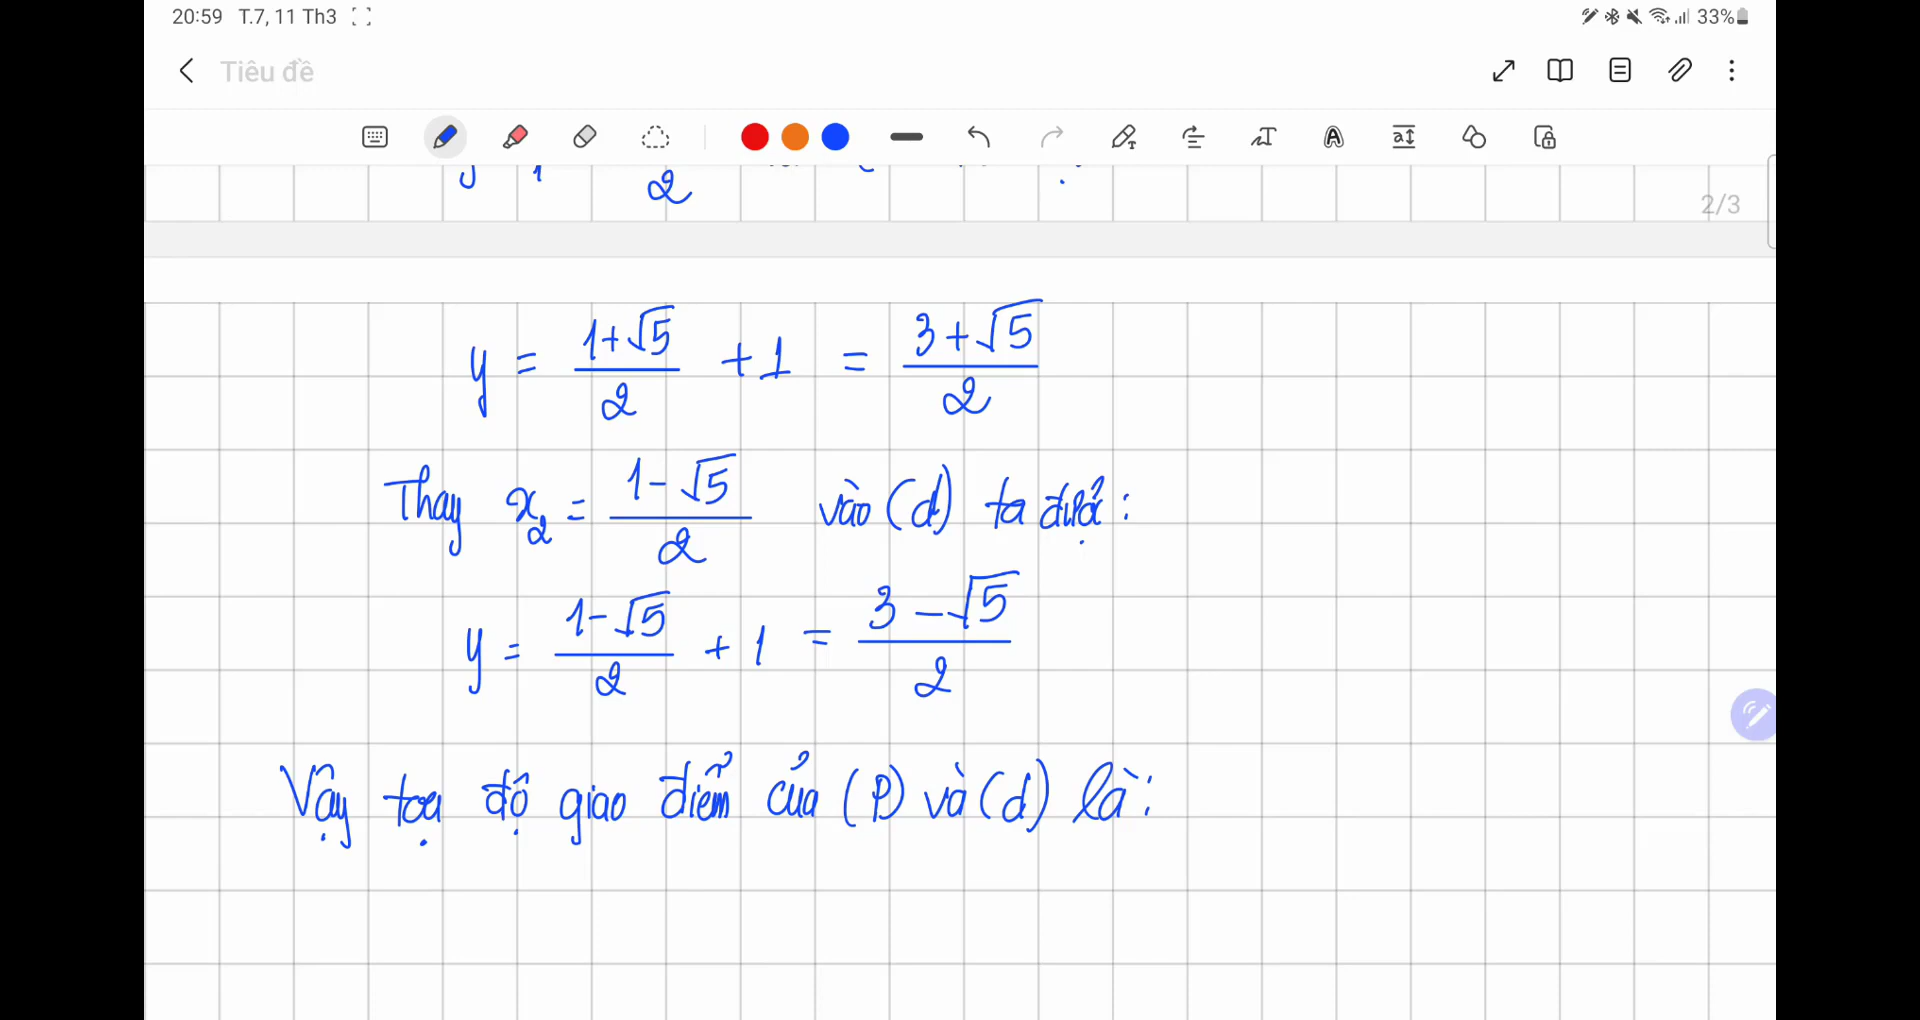 20:59 T.7, 11 Th3 33%
Tiêu đề
2
2/3
y = (1+√5)/2 + 1 = (3+√5)/2
Thay x₂ = (1-√5)/2 vào (d) ta được:
y = (1-√5)/2 + 1 = (3-√5)/2
Vậy tọa độ giao điểm của (P) và (d) là: